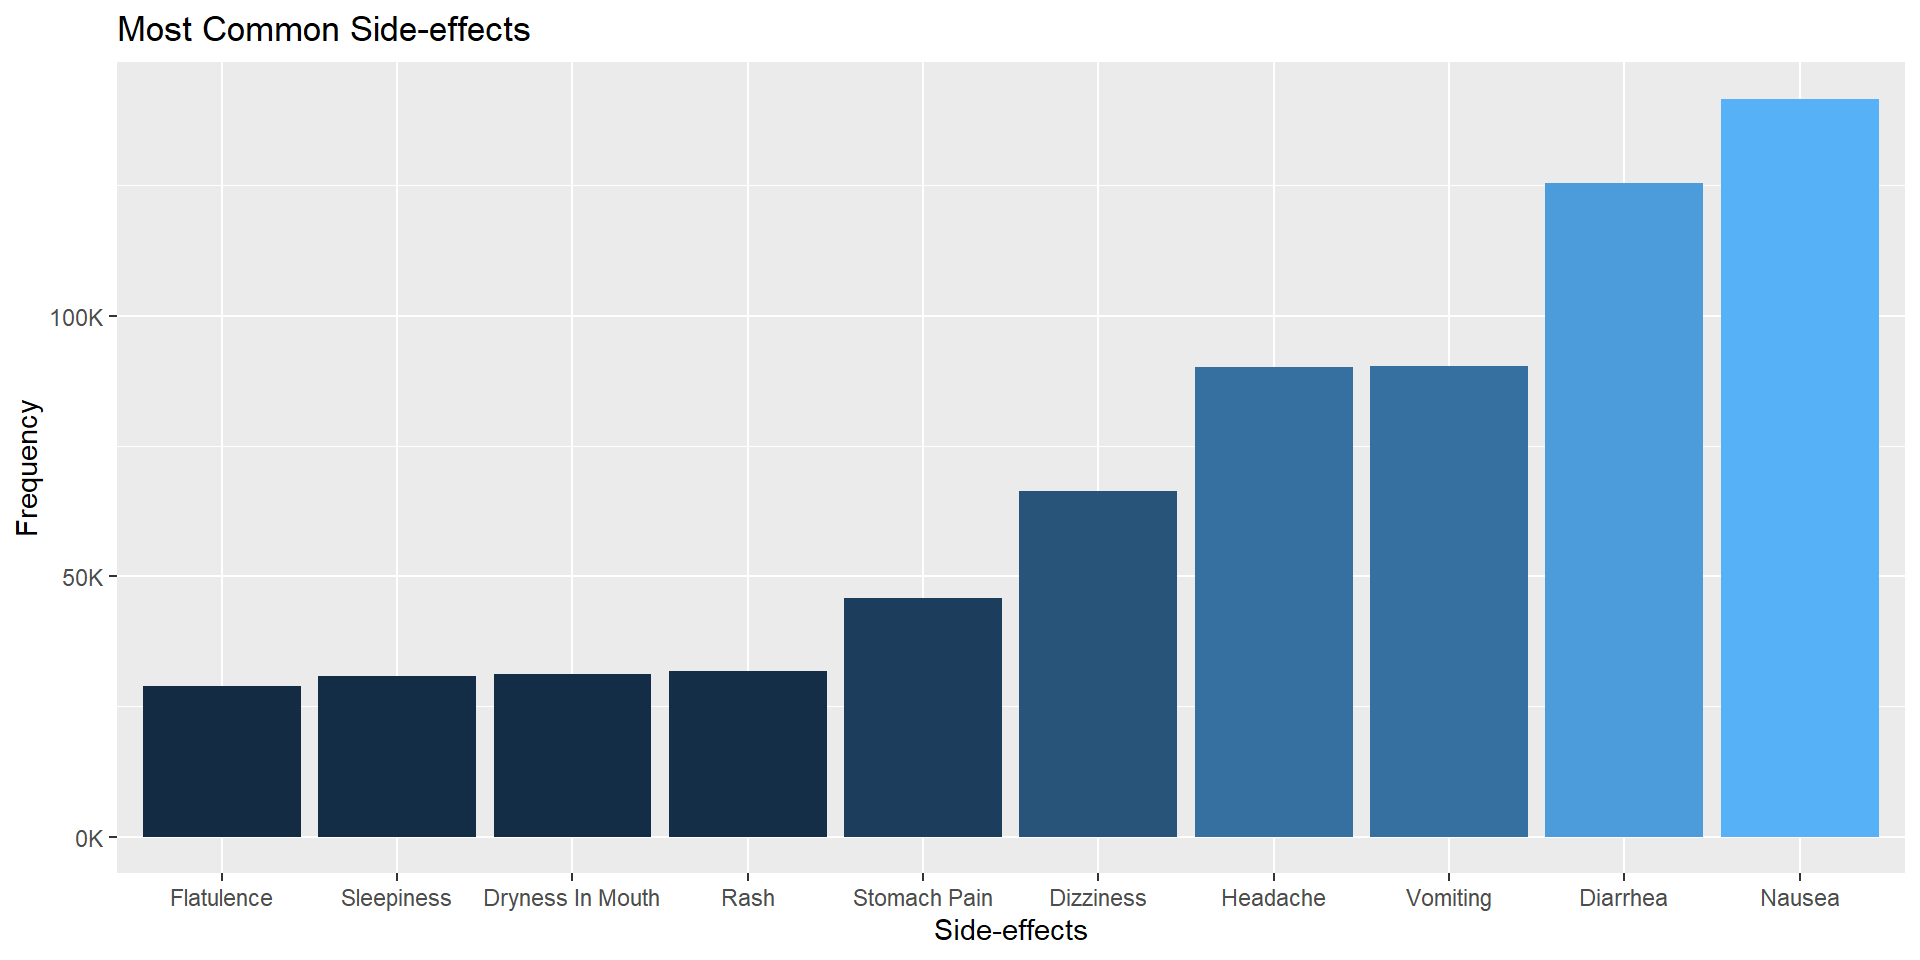 Most Common Side-effects
Frequency
100K
50K
0K
Flatulence Sleepiness Dryness In Mouth Rash Stomach Pain Dizziness Headache Vomiting Diarrhea Nausea
Side-effects